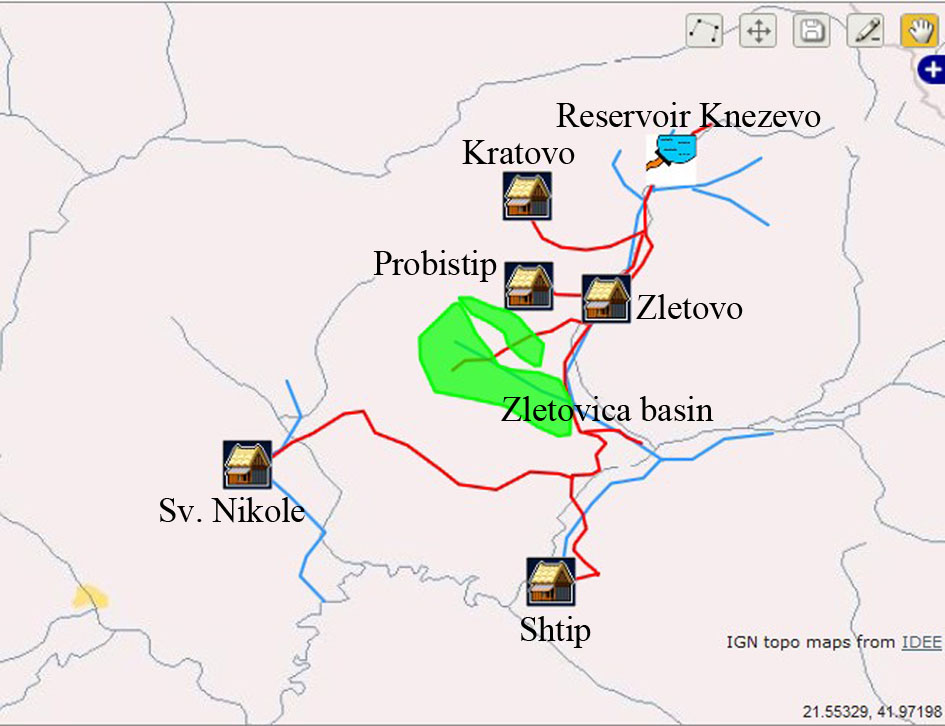 Reservoir Knezevo
Kratovo
Probistip
Zletovo
Zletovica basin
Sv. Nikole
Shtip
IGN topo maps from IDEE
21.55329, 41.97198